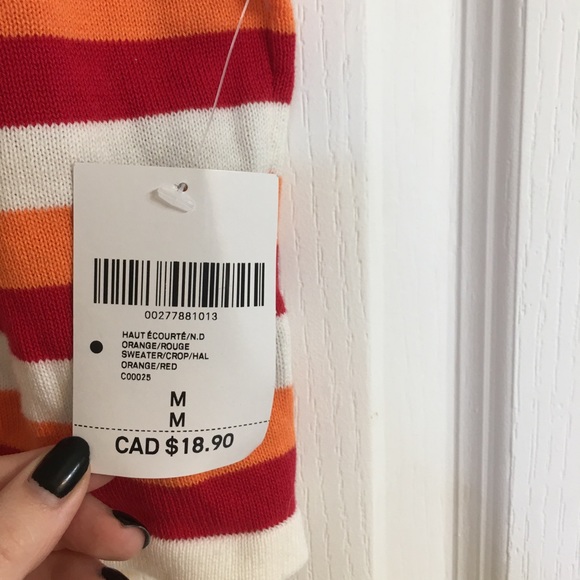 00277881013
HAUT ÉCOURTÉ/N.D
ORANGE/ROUGE
SWEATER/CROP/HAL
ORANGE/RED
C00025
M
M
CAD $18.90